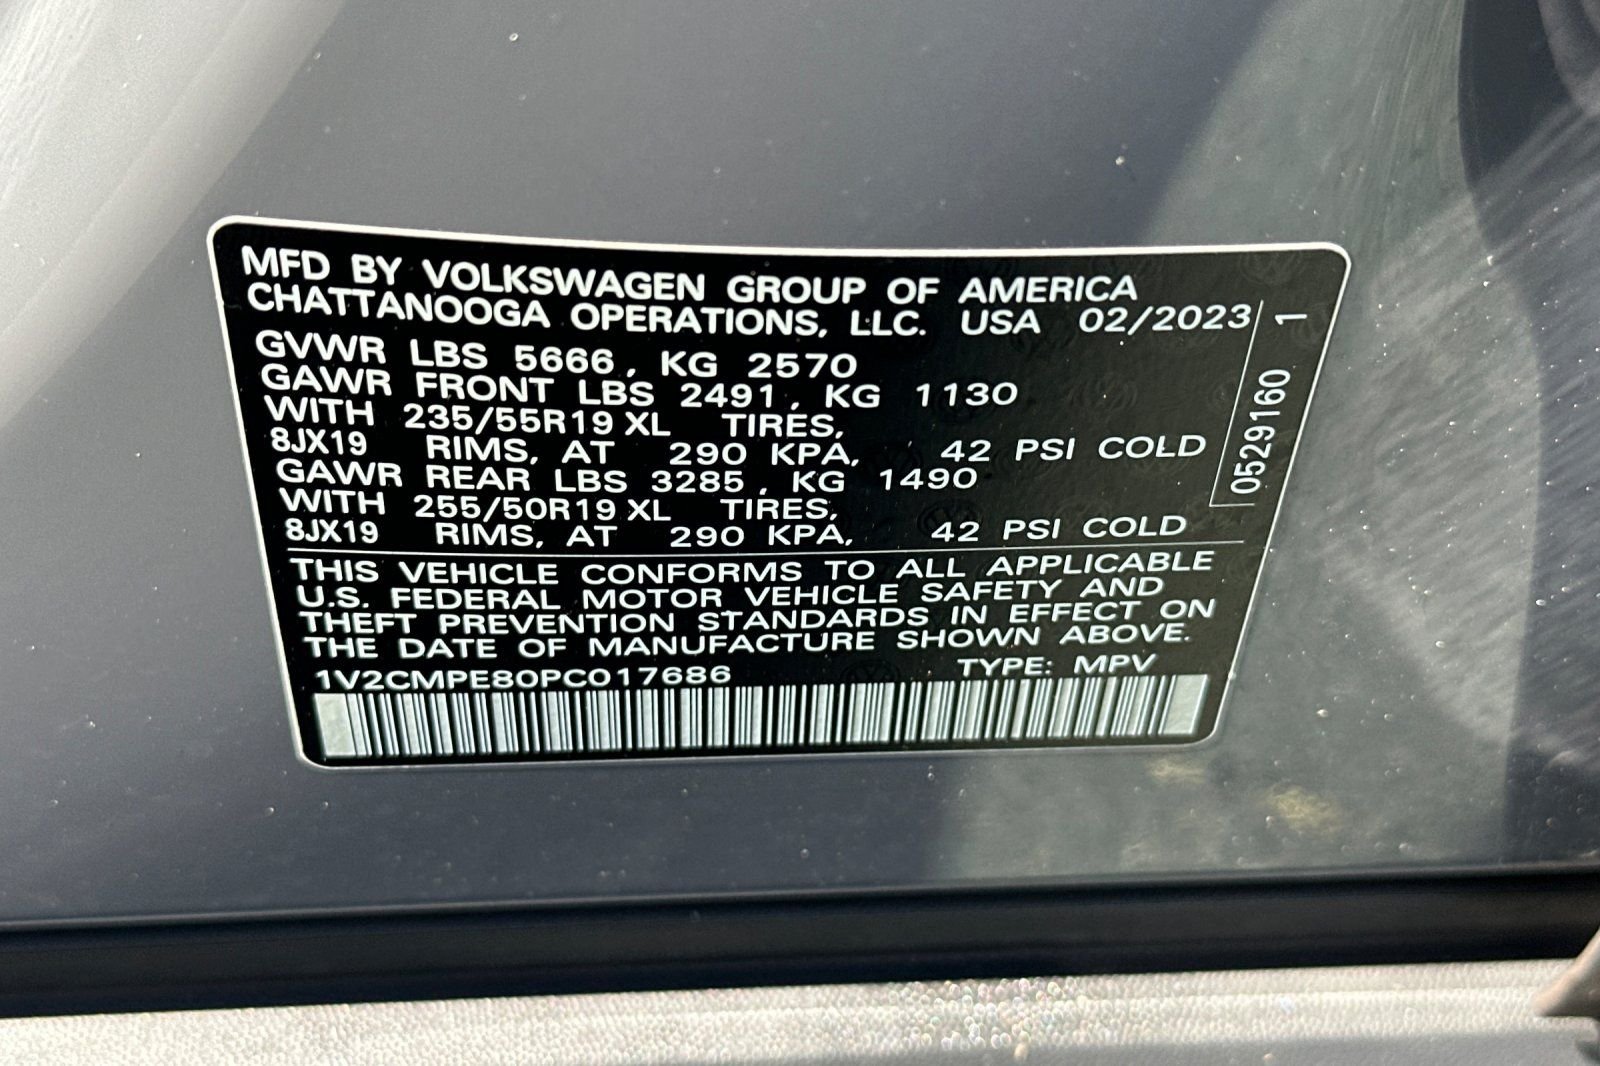 MFD BY VOLKSWAGEN GROUP OF AMERICA
CHATTANOOGA OPERATIONS, LLC. USA 02/2023
GVWR LBS 5666, KG 2570
GAWR FRONT LBS 2491, KG 1130
WITH 235/55R19 XL TIRES,
8JX19 RIMS, AT 290 KPA, 42 PSI COLD
GAWR REAR LBS 3285, KG 1490
WITH 255/50R19 XL TIRES,
8JX19 RIMS, AT 290 KPA, 42 PSI COLD
THIS VEHICLE CONFORMS TO ALL APPLICABLE
U.S. FEDERAL MOTOR VEHICLE SAFETY AND
THEFT PREVENTION STANDARDS IN EFFECT ON
THE DATE OF MANUFACTURE SHOWN ABOVE.
1V2CMPE80PC017686 TYPE: MPV
0529160 1